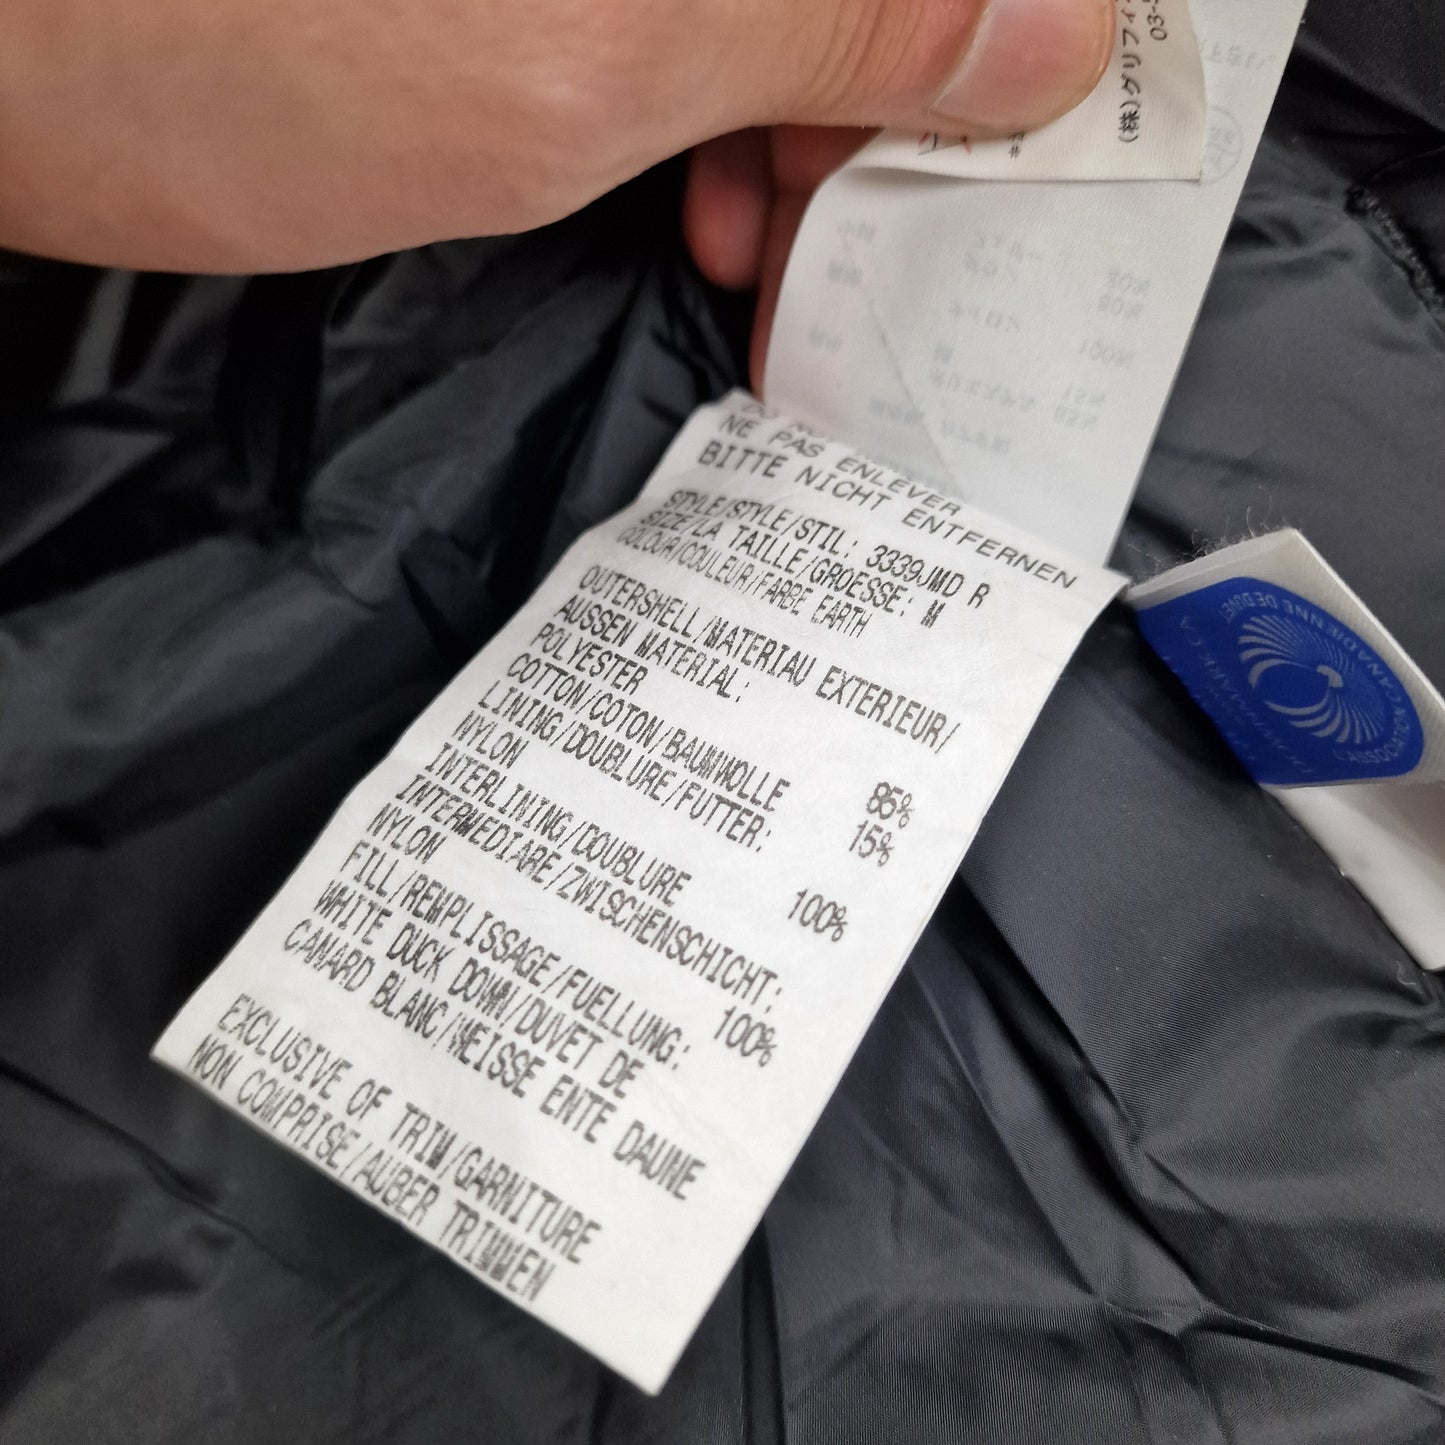 NE PAS ENLEVER
BITTE NICHT ENTFERNEN
STYLE/STYLE/STIL: 3339JMD R
SIZE/LA TAILLE/GROESSE: M
COLOUR/COULEUR/FARBE EARTH
OUTERSHELL/MATERIAU EXTERIEUR/
AUSSEN MATERIAL:
POLYESTER 85%
COTTON/COTON/BAUMWOLLE 15%
LINING/DOUBLURE/FUTTER:
NYLON 100%
INTERLINING/DOUBLURE
INTERMEDIARE/ZWISCHENSCHICHT:
NYLON 100%
FILL/REMPLISSAGE/FUELLUNG:
WHITE DUCK DOWN/DUVET DE
CANARD BLANC/WEISSE ENTE DAUNE
EXCLUSIVE OF TRIM/GARNITURE
NON COMPRISE/AUBER TRIMMEN
03-